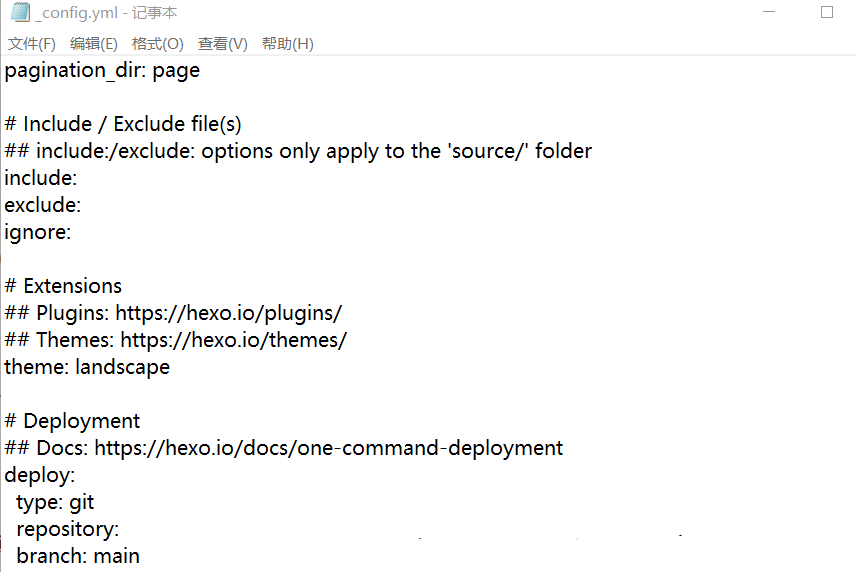 _config.yml - 记事本
文件(F) 编辑(E) 格式(O) 查看(V) 帮助(H)
pagination_dir: page
# Include / Exclude file(s)
## include:/exclude: options only apply to the 'source/' folder
include:
exclude:
ignore:
# Extensions
## Plugins: https://hexo.io/plugins/
## Themes: https://hexo.io/themes/
theme: landscape
# Deployment
## Docs: https://hexo.io/docs/one-command-deployment
deploy:
  type: git
  repository:
  branch: main